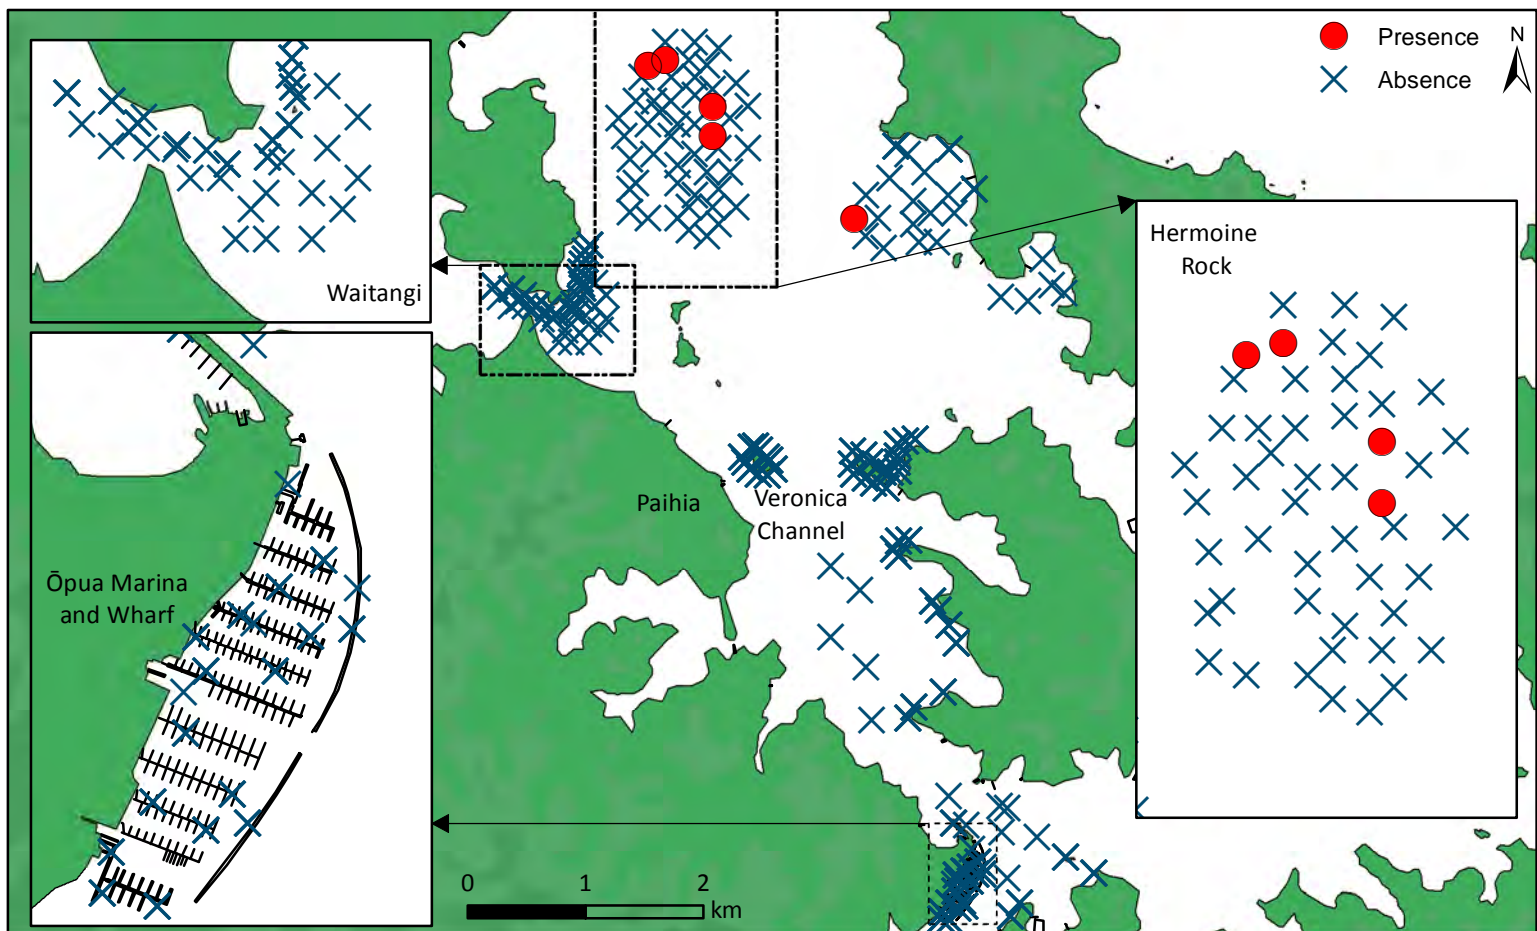 Presence
Absence
N
Hermoine
Rock
Waitangi
Paihia
Veronica
Channel
Ōpua Marina
and Wharf
0 1 2
km